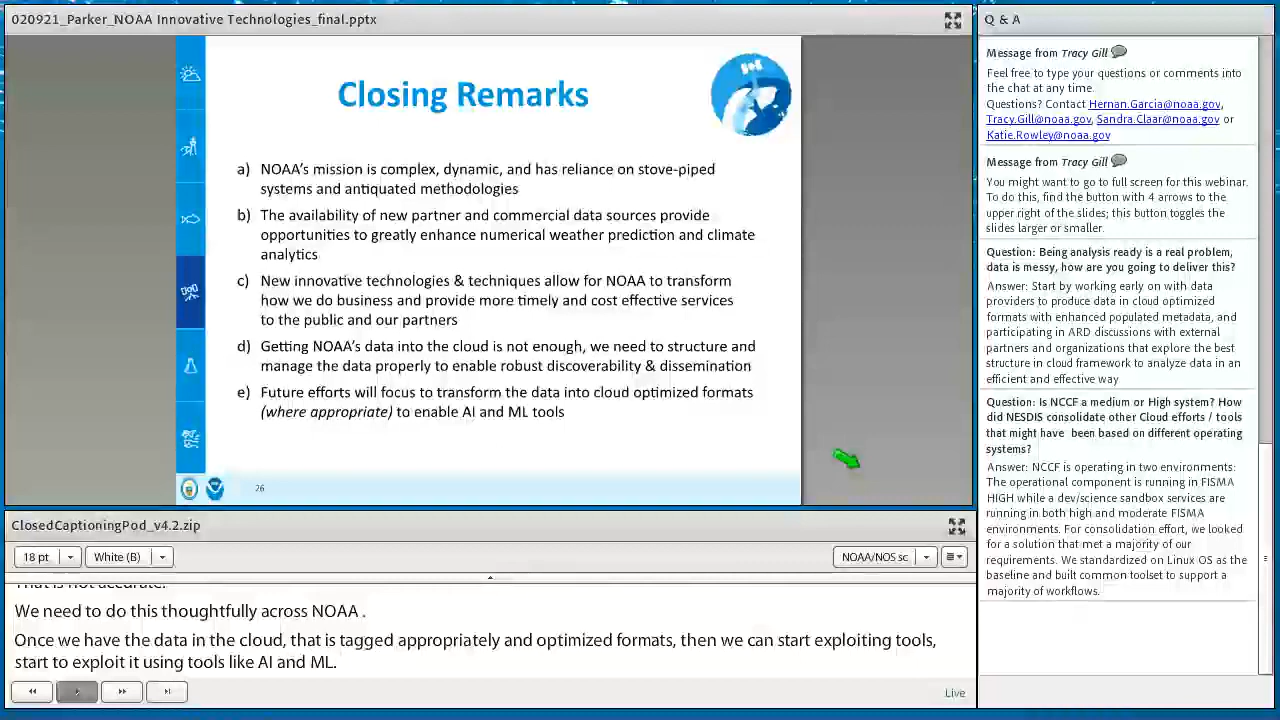 020921_Parker_NOAA Innovative Technologies_final.pptx
Closing Remarks
a) NOAA's mission is complex, dynamic, and has reliance on stove-piped
systems and antiquated methodologies
b) The availability of new partner and commercial data sources provide
opportunities to greatly enhance numerical weather prediction and climate
analytics
c) New innovative technologies & techniques allow for NOAA to transform
how we do business and provide more timely and cost effective services
to the public and our partners
d) Getting NOAA's data into the cloud is not enough, we need to structure and
manage the data properly to enable robust discoverability & dissemination
e) Future efforts will focus to transform the data into cloud optimized formats
(where appropriate) to enable AI and ML tools
26
ClosedCaptioningPod_v4.2.zip
18 pt
White (B)
NOAA/NOS sc
That is not accurate.
We need to do this thoughtfully across NOAA .
Once we have the data in the cloud, that is tagged appropriately and optimized formats, then we can start exploiting tools,
start to exploit it using tools like AI and ML.
Live
Q & A
Message from Tracy Gill
Feel free to type your questions or comments into
the chat at any time.
Questions? Contact Hernan.Garcia@noaa.gov,
Tracy.Gill@noaa.gov, Sandra.Claar@noaa.gov or
Katie.Rowley@noaa.gov
Message from Tracy Gill
You might want to go to full screen for this webinar.
To do this, find the button with 4 arrows to the
upper right of the slides; this button toggles the
slides larger or smaller.
Question: Being analysis ready is a real problem,
data is messy, how are you going to deliver this?
Answer: Start by working early on with data
providers to produce data in cloud optimized
formats with enhanced populated metadata, and
participating in ARD discussions with external
partners and organizations that explore the best
structure in cloud framework to analyze data in an
efficient and effective way
Question: Is NCCF a medium or High system? How
did NESDIS consolidate other Cloud efforts / tools
that might have  been based on different operating
systems?
Answer: NCCF is operating in two environments:
The operational component is running in FISMA
HIGH while a dev/science sandbox services are
running in both high and moderate FISMA
environments. For consolidation effort, we looked
for a solution that met a majority of our
requirements. We standardized on Linux OS as the
baseline and built common toolset to support a
majority of workflows.